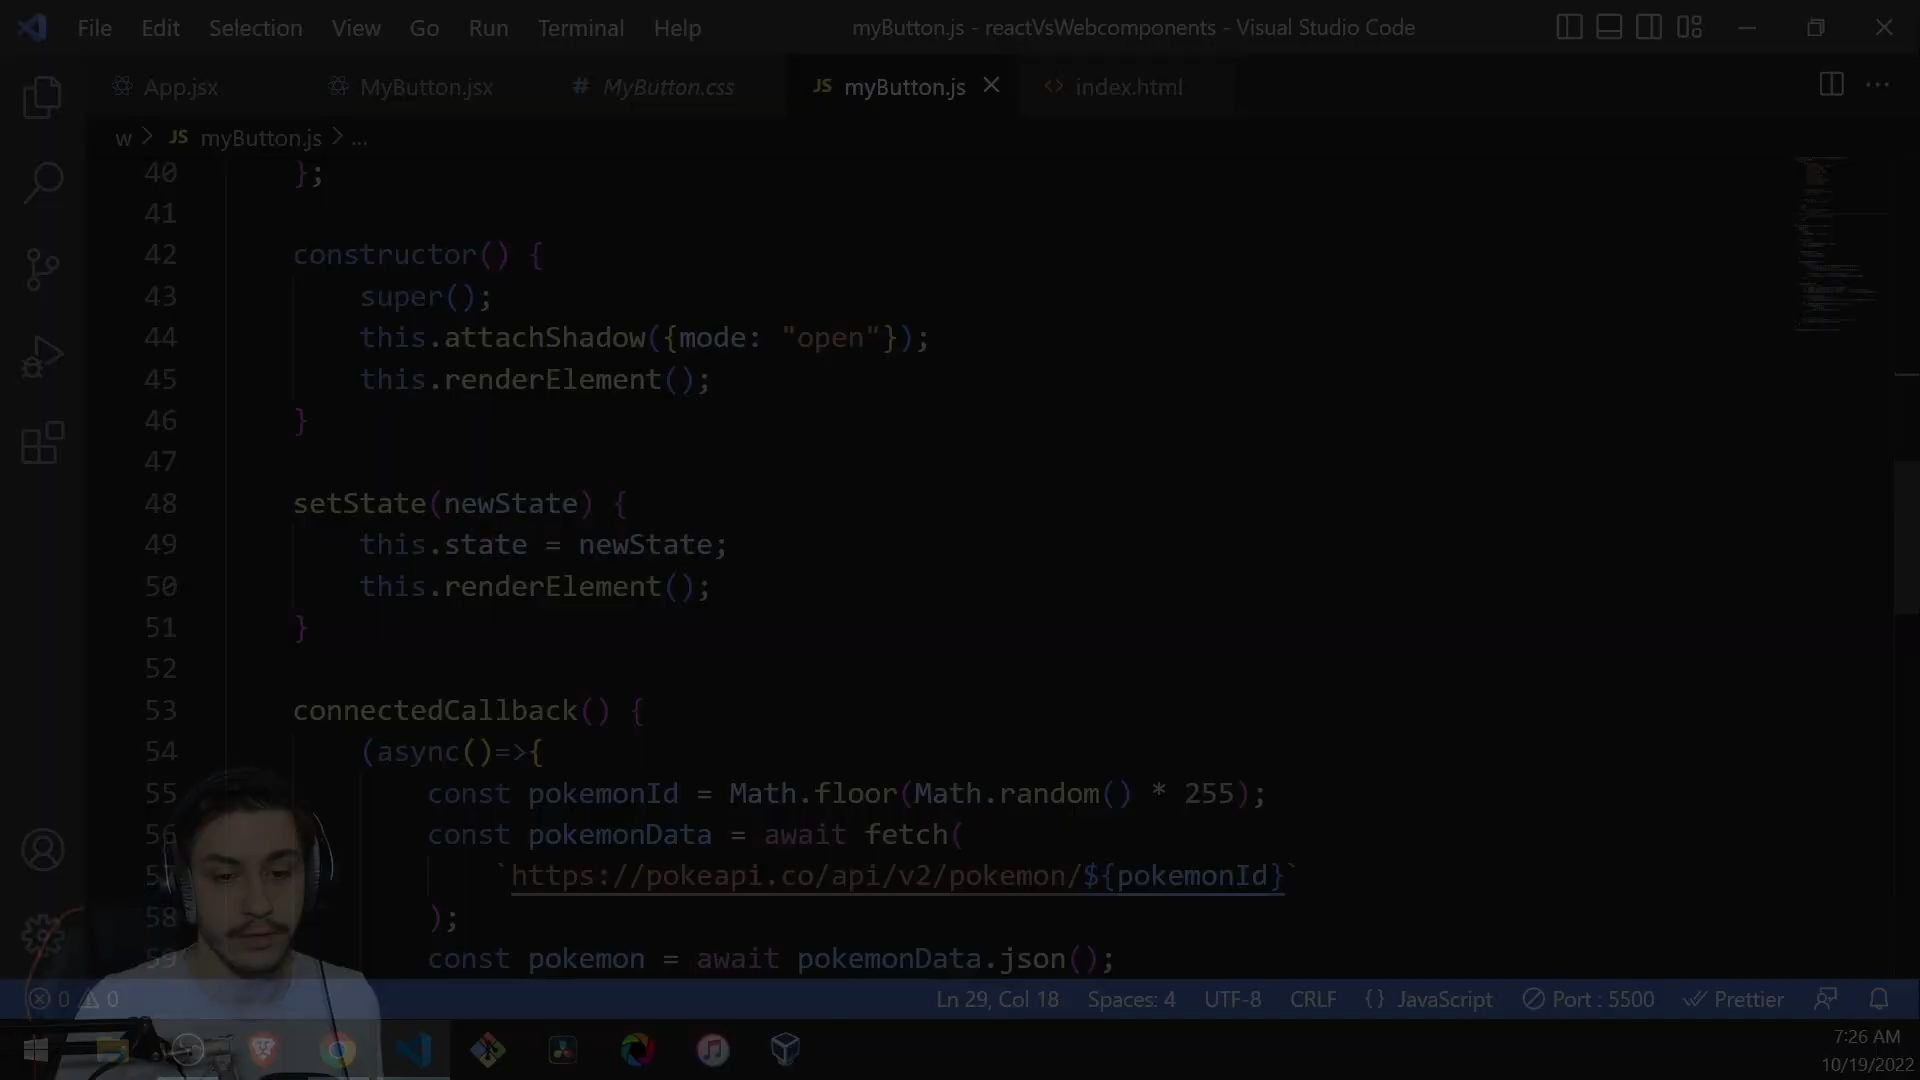 File Edit Selection View Go Run Terminal Help myButton.js - reactVsWebcomponents - Visual Studio Code
App.jsx MyButton.jsx # MyButton.css JS myButton.js <> index.html
w > JS myButton.js > ...
40 };
41
42 constructor() {
43 super();
44 this.attachShadow({mode: "open"});
45 this.renderElement();
46 }
47
48 setState(newState) {
49 this.state = newState;
50 this.renderElement();
51 }
52
53 connectedCallback() {
54 (async()=>{
55 const pokemonId = Math.floor(Math.random() * 255);
56 const pokemonData = await fetch(
`https://pokeapi.co/api/v2/pokemon/${pokemonId}`
58 );
59 const pokemon = await pokemonData.json();
0 0 Ln 29, Col 18 Spaces: 4 UTF-8 CRLF {} JavaScript Port : 5500 Prettier
7:26 AM
10/19/2022